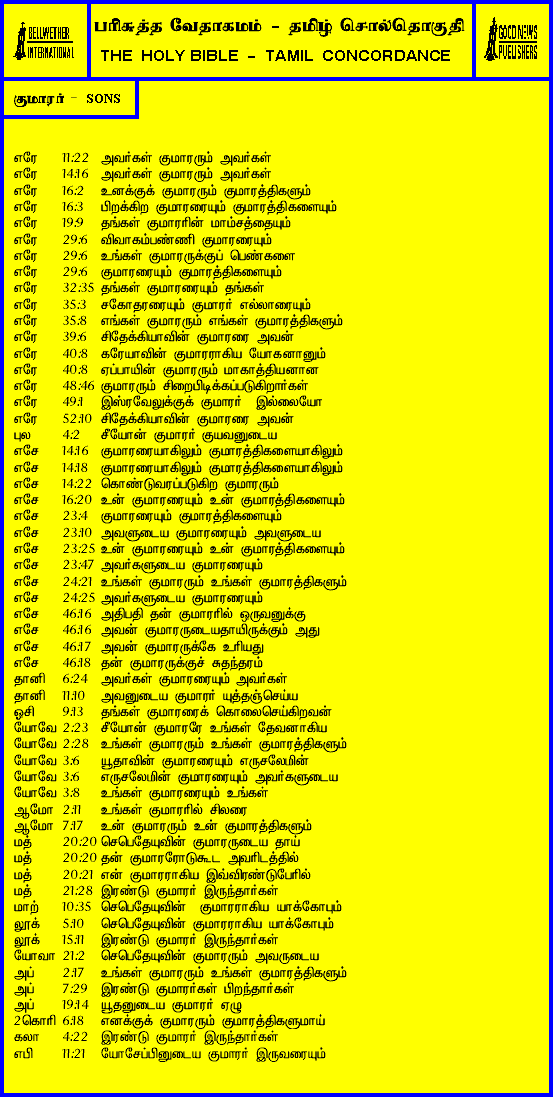 BELLWETHER
INTERNATIONAL
பரிசுத்த வேதாகமம் - தமிழ் சொல்தொகுதி
THE HOLY BIBLE - TAMIL CONCORDANCE
GOOD NEWS
PUBLISHERS
குமாரர் - SONS
எரே 11:22 அவர்கள் குமாரரும் அவர்கள்
எரே 14:16 அவர்கள் குமாரரும் அவர்கள்
எரே 16:2 உனக்குக் குமாரரும் குமாரத்திகளும்
எரே 16:3 பிறக்கிற குமாரரையும் குமாரத்திகளையும்
எரே 19:9 தங்கள் குமாரரின் மாம்சத்தையும்
எரே 29:6 விவாகம்பண்ணி குமாரரையும்
எரே 29:6 உங்கள் குமாரருக்குப் பெண்களை
எரே 29:6 குமாரரையும் குமாரத்திகளையும்
எரே 32:35 தங்கள் குமாரரையும் தங்கள்
எரே 35:3 சகோதரரையும் குமாரர் எல்லாரையும்
எரே 35:8 எங்கள் குமாரரும் எங்கள் குமாரத்திகளும்
எரே 39:6 சிதேக்கியாவின் குமாரரை அவன்
எரே 40:8 கரேயாவின் குமாரராகிய யோகனானும்
எரே 40:8 ஏப்பாயின் குமாரரும் மாகாத்தியனான
எரே 48:46 குமாரரும் சிறைபிடிக்கப்படுகிறார்கள்
எரே 49:1 இஸ்ரவேலுக்குக் குமாரர் இல்லையோ
எரே 52:10 சிதேக்கியாவின் குமாரரை அவன்
புல 4:2 சீயோன் குமாரர் குயவனுடைய
எசே 14:16 குமாரரையாகிலும் குமாரத்திகளையாகிலும்
எசே 14:18 குமாரரையாகிலும் குமாரத்திகளையாகிலும்
எசே 14:22 கொண்டுவரப்படுகிற குமாரரும்
எசே 16:20 உன் குமாரரையும் உன் குமாரத்திகளையும்
எசே 23:4 குமாரரையும் குமாரத்திகளையும்
எசே 23:10 அவளுடைய குமாரரையும் அவளுடைய
எசே 23:25 உன் குமாரரையும் உன் குமாரத்திகளையும்
எசே 23:47 அவர்களுடைய குமாரரையும்
எசே 24:21 உங்கள் குமாரரும் உங்கள் குமாரத்திகளும்
எசே 24:25 அவர்களுடைய குமாரரையும்
எசே 46:16 அதிபதி தன் குமாரரில் ஒருவனுக்கு
எசே 46:16 அவன் குமாரருடையதாயிருக்கும் அது
எசே 46:17 அவன் குமாரருக்கே உரியது
எசே 46:18 தன் குமாரருக்குச் சுதந்தரம்
தானி 6:24 அவர்கள் குமாரரையும் அவர்கள்
தானி 11:10 அவனுடைய குமாரர் யுத்தஞ்செய்ய
ஓசி 9:13 தங்கள் குமாரரைக் கொலைசெய்கிறவன்
யோவே 2:23 சீயோன் குமாரரே உங்கள் தேவனாகிய
யோவே 2:28 உங்கள் குமாரரும் உங்கள் குமாரத்திகளும்
யோவே 3:6 யூதாவின் குமாரரையும் எருசலேமின்
யோவே 3:6 எருசலேமின் குமாரரையும் அவர்களுடைய
யோவே 3:8 உங்கள் குமாரரையும் உங்கள்
ஆமோ 2:11 உங்கள் குமாரரில் சிலரை
ஆமோ 7:17 உன் குமாரரும் உன் குமாரத்திகளும்
மத் 20:20 செபெதேயுவின் குமாரருடைய தாய்
மத் 20:20 தன் குமாரரோடுகூட அவரிடத்தில்
மத் 20:21 என் குமாரராகிய இவ்விரண்டுபேரில்
மத் 21:28 இரண்டு குமாரர் இருந்தார்கள்
மாற் 10:35 செபெதேயுவின் குமாரராகிய யாக்கோபும்
லூக் 5:10 செபெதேயுவின் குமாரராகிய யாக்கோபும்
லூக் 15:11 இரண்டு குமாரர் இருந்தார்கள்
யோவா 21:2 செபெதேயுவின் குமாரரும் அவருடைய
அப் 2:17 உங்கள் குமாரரும் உங்கள் குமாரத்திகளும்
அப் 7:29 இரண்டு குமாரர்கள் பிறந்தார்கள்
அப் 19:14 யூதனுடைய குமாரர் ஏழு
2கொரி 6:18 எனக்குக் குமாரரும் குமாரத்திகளுமாய்
கலா 4:22 இரண்டு குமாரர் இருந்தார்கள்
எபி 11:21 யோசேப்பினுடைய குமாரர் இருவரையும்